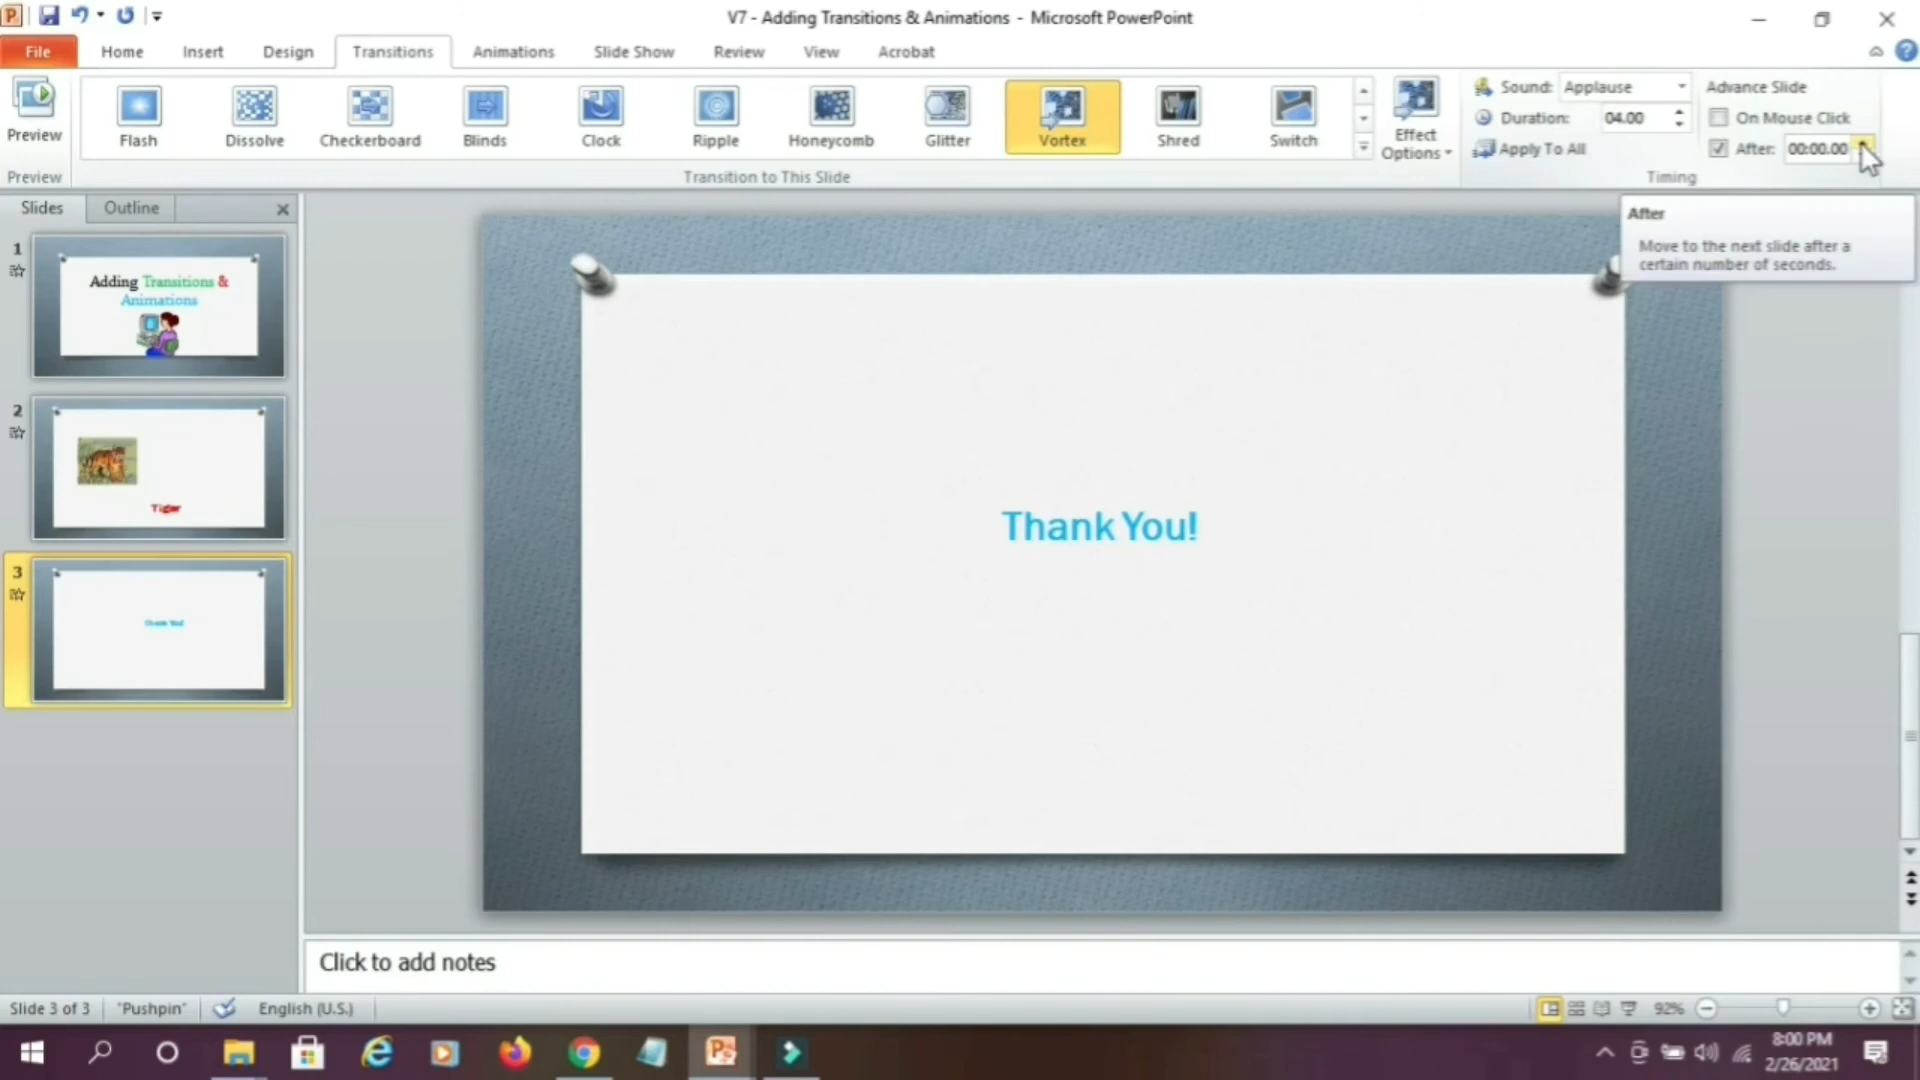 V7 - Adding Transitions & Animations - Microsoft PowerPoint
File Home Insert Design Transitions Animations Slide Show Review View Acrobat
Preview
Flash Dissolve Checkerboard Blinds Clock Ripple Honeycomb Glitter Vortex Shred Switch
Effect
Options
Sound: Applause
Duration: 04.00
Apply To All
Advance Slide
On Mouse Click
After: 00:00.00
Preview Transition to This Slide Timing
Slides Outline
After
Move to the next slide after a
certain number of seconds.
1
Adding Transitions &
Animations
2
Tiger
3
Thank You!
Thank You!
Click to add notes
Slide 3 of 3 "Pushpin" English (U.S.) 92%
8:00 PM
2/26/2021